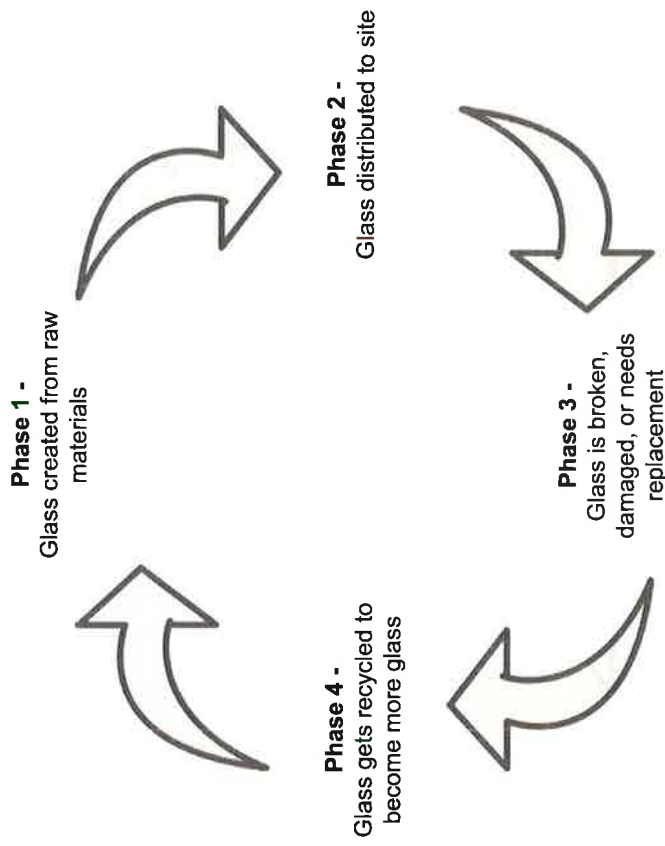 Phase 1 -
Glass created from raw
materials
Phase 2 -
Glass distributed to site
Phase 3 -
Glass is broken,
damaged, or needs
replacement
Phase 4 -
Glass gets recycled to
become more glass